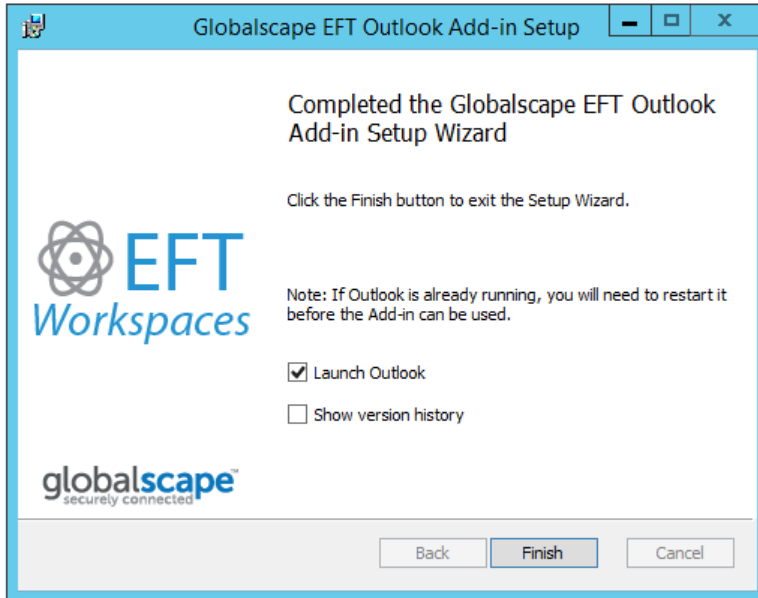 Globalscape EFT Outlook Add-in Setup
Completed the Globalscape EFT Outlook
Add-in Setup Wizard
Click the Finish button to exit the Setup Wizard.
EFT
Workspaces
Note: If Outlook is already running, you will need to restart it
before the Add-in can be used.
Launch Outlook
Show version history
globalscape™
securely connected
Back
Finish
Cancel